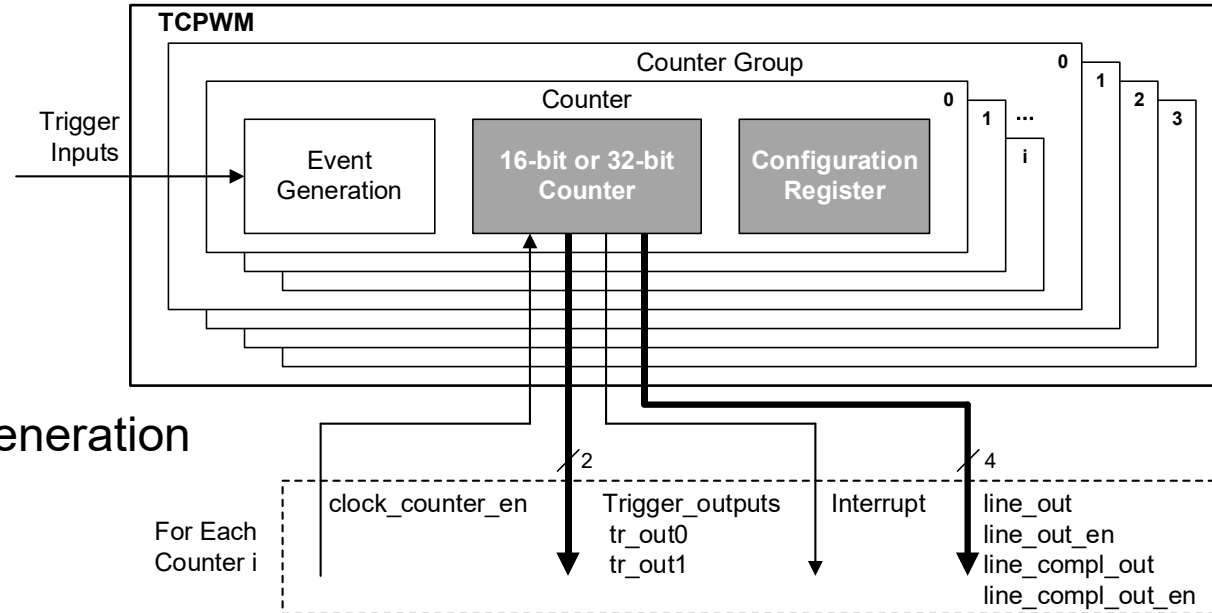 TCPWM
Counter Group
0
1
2
3
Counter
0
1
...
i
Trigger
Inputs
Event
Generation
16-bit or 32-bit
Counter
Configuration
Register
eneration
2
4
For Each
Counter i
clock_counter_en
Trigger_outputs
tr_out0
tr_out1
Interrupt
line_out
line_out_en
line_compl_out
line_compl_out_en